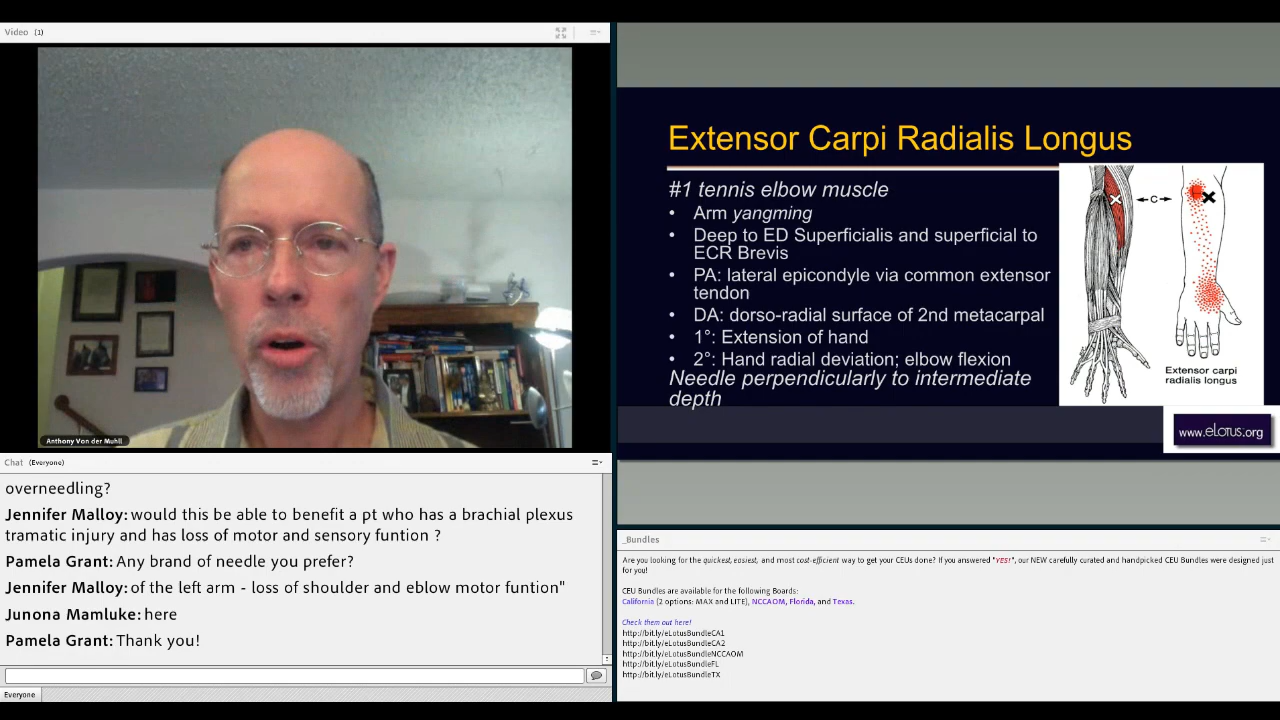 Video (1)
Anthony Von der Muhll
Chat (Everyone)
overneedling?
Jennifer Malloy: would this be able to benefit a pt who has a brachial plexus
tramatic injury and has loss of motor and sensory funtion ?
Pamela Grant: Any brand of needle you prefer?
Jennifer Malloy: of the left arm - loss of shoulder and eblow motor funtion"
Junona Mamluke: here
Pamela Grant: Thank you!
Everyone
Extensor Carpi Radialis Longus
#1 tennis elbow muscle
• Arm yangming
• Deep to ED Superficialis and superficial to
ECR Brevis
• PA: lateral epicondyle via common extensor
tendon
• DA: dorso-radial surface of 2nd metacarpal
• 1°: Extension of hand
• 2°: Hand radial deviation; elbow flexion
Needle perpendicularly to intermediate
depth
C
Extensor carpi
radialis longus
www.eLotus.org
_Bundles
Are you looking for the quickest, easiest, and most cost-efficient way to get your CEUs done? If you answered "YES!", our NEW carefully curated and handpicked CEU Bundles were designed just
for you!
CEU Bundles are available for the following Boards:
California (2 options: MAX and LITE), NCCAOM, Florida, and Texas.
Check them out here!
http://bit.ly/eLotusBundleCA1
http://bit.ly/eLotusBundleCA2
http://bit.ly/eLotusBundleNCCAOM
http://bit.ly/eLotusBundleFL
http://bit.ly/eLotusBundleTX